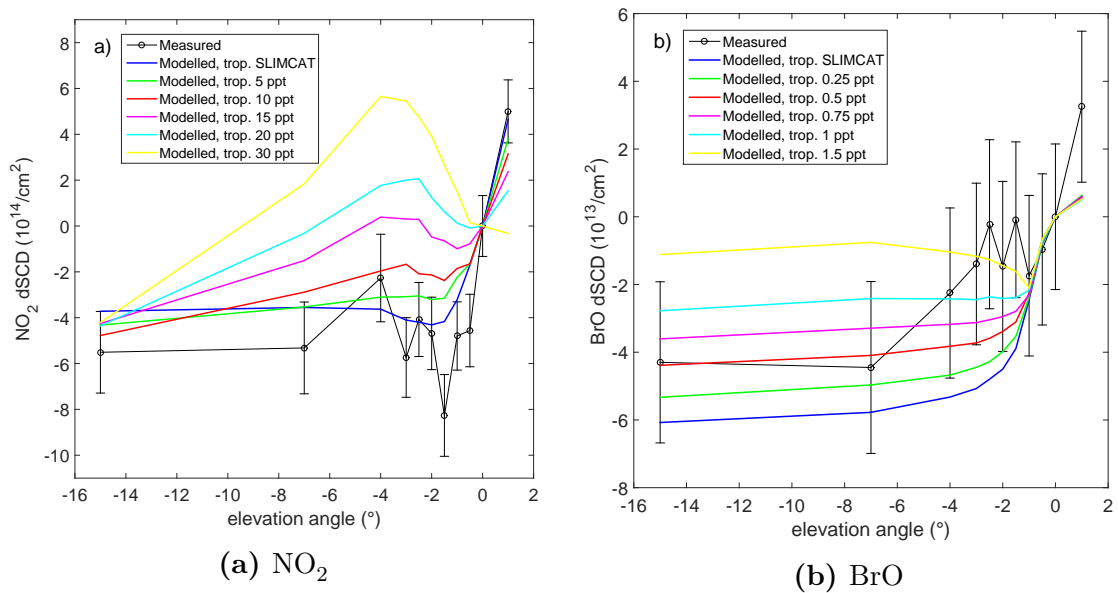 a)
Measured
Modelled, trop. SLIMCAT
Modelled, trop. 5 ppt
Modelled, trop. 10 ppt
Modelled, trop. 15 ppt
Modelled, trop. 20 ppt
Modelled, trop. 30 ppt
NO2 dSCD (10^14/cm^2)
8
6
4
2
0
-2
-4
-6
-8
-10
-16 -14 -12 -10 -8 -6 -4 -2 0 2
elevation angle (°)
(a) NO2
b)
Measured
Modelled, trop. SLIMCAT
Modelled, trop. 0.25 ppt
Modelled, trop. 0.5 ppt
Modelled, trop. 0.75 ppt
Modelled, trop. 1 ppt
Modelled, trop. 1.5 ppt
BrO dSCD (10^13/cm^2)
6
4
2
0
-2
-4
-6
-8
-16 -14 -12 -10 -8 -6 -4 -2 0 2
elevation angle (°)
(b) BrO